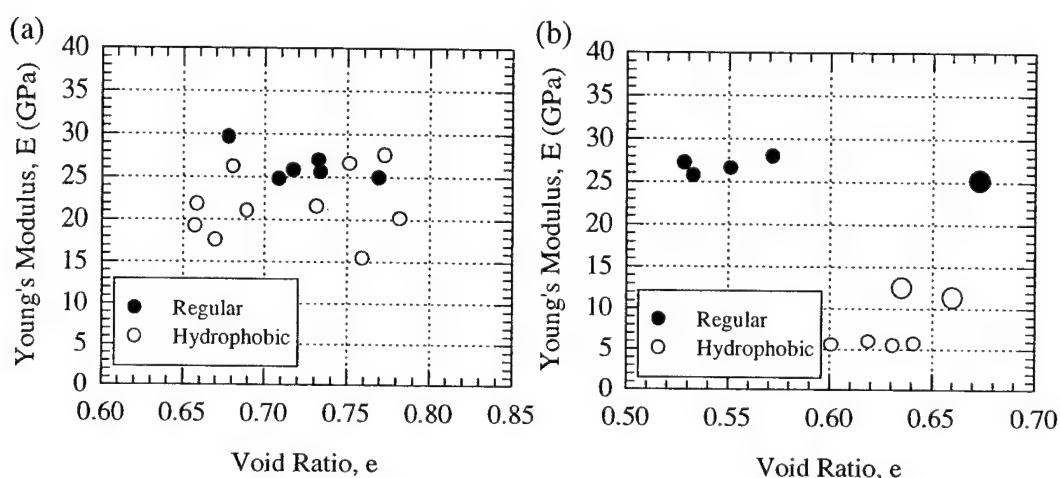 (a)
Young's Modulus, E (GPa)
40
35
30
25
20
15
10
5
0
Regular
Hydrophobic
0.60 0.65 0.70 0.75 0.80 0.85
Void Ratio, e
(b)
Young's Modulus, E (GPa)
40
35
30
25
20
15
10
5
0
Regular
Hydrophobic
0.50 0.55 0.60 0.65 0.70
Void Ratio, e